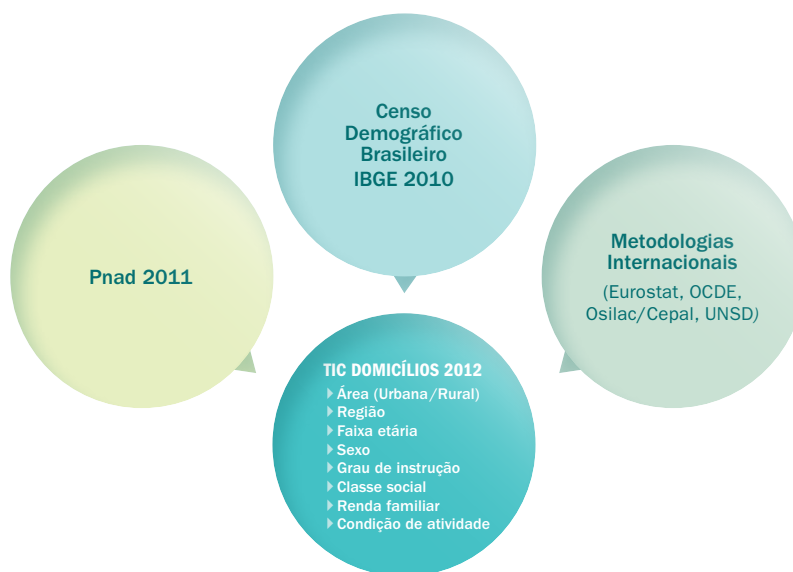 Censo
Demográfico
Brasileiro
IBGE 2010
Pnad 2011
Metodologias
Internacionais
(Eurostat, OCDE,
Osilac/Cepal, UNSD)
TIC DOMICÍLIOS 2012
Área (Urbana/Rural)
Região
Faixa etária
Sexo
Grau de instrução
Classe social
Renda familiar
Condição de atividade